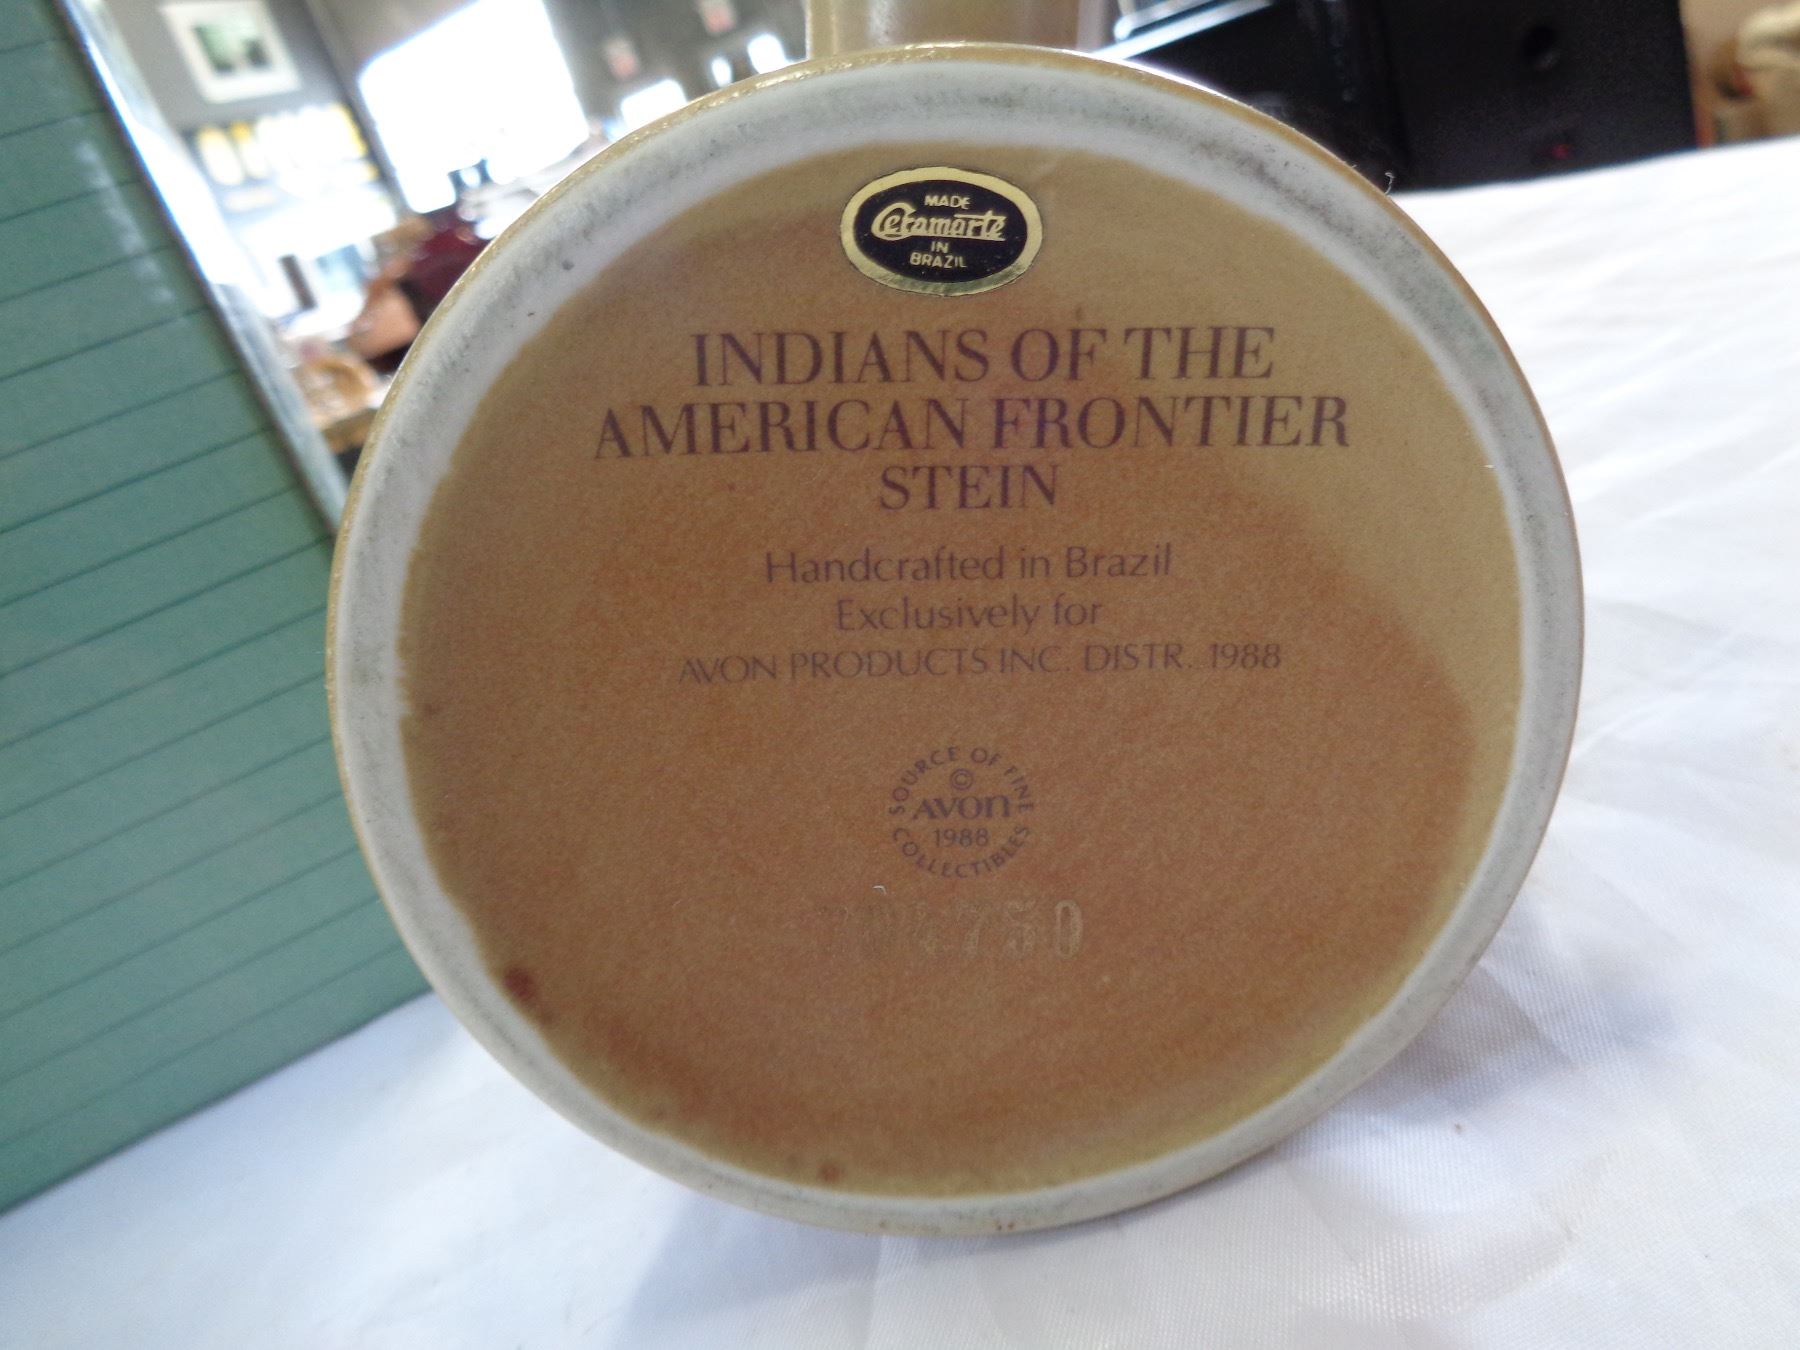 MADE
Ceramarte
IN
BRAZIL
INDIANS OF THE
AMERICAN FRONTIER
STEIN
Handcrafted in Brazil
Exclusively for
AVON PRODUCTS INC. DISTR. 1988
SOURCE OF FINE
©
AVON
1988
COLLECTIBLES